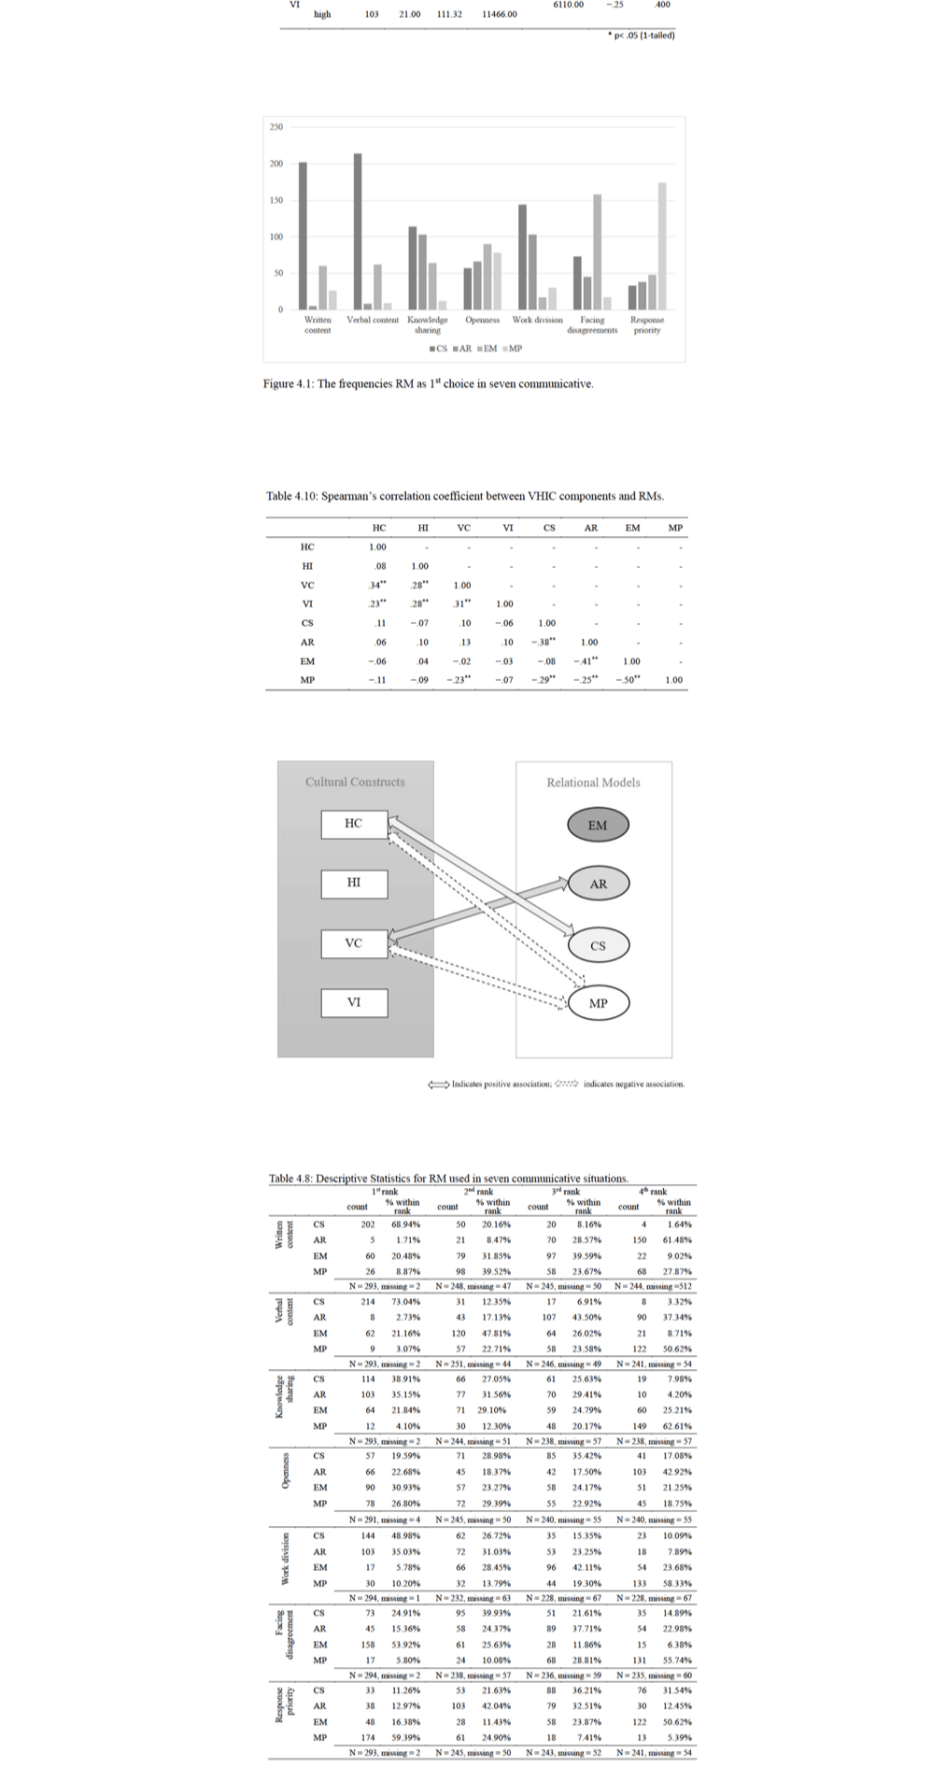 VI 6110.00 −.25 .400
high 103 21.00 111.32 11466.00
* p< .05 (1-tailed)
250
200
150
100
50
0
Written content Verbal content Knowledge sharing Openness Work division Facing disagreements Response priority
CS AR EM MP
Figure 4.1: The frequencies RM as 1st choice in seven communicative.
Table 4.10: Spearman's correlation coefficient between VHIC components and RMs.
HC HI VC VI CS AR EM MP
HC 1.00 - - - - - - -
HI .08 1.00 - - - - - -
VC .34** .28** 1.00 - - - - -
VI .23** .28** .31** 1.00 - - - -
CS .11 −.07 .10 −.06 1.00 - - -
AR .06 .10 .13 .10 −.38** 1.00 - -
EM −.06 .04 −.02 −.03 −.08 −.41** 1.00 -
MP −.11 −.09 −.23** −.07 −.29** −.25** −.50** 1.00
Cultural Constructs Relational Models
HC EM
HI AR
VC CS
VI MP
Indicates positive association; indicates negative association.
Table 4.8: Descriptive Statistics for RM used in seven communicative situations.
1st rank 2nd rank 3rd rank 4th rank
count % within rank count % within rank count % within rank count % within rank
Written content
CS 202 68.94% 50 20.16% 20 8.16% 4 1.64%
AR 5 1.71% 21 8.47% 70 28.57% 150 61.48%
EM 60 20.48% 79 31.85% 97 39.59% 22 9.02%
MP 26 8.87% 98 39.52% 58 23.67% 68 27.87%
N = 293, missing = 2 N = 248, missing = 47 N = 245, missing = 50 N = 244, missing =512
Verbal content
CS 214 73.04% 31 12.35% 17 6.91% 8 3.32%
AR 8 2.73% 43 17.13% 107 43.50% 90 37.34%
EM 62 21.16% 120 47.81% 64 26.02% 21 8.71%
MP 9 3.07% 57 22.71% 58 23.58% 122 50.62%
N = 293, missing = 2 N = 251, missing = 44 N = 246, missing = 49 N = 241, missing = 54
Knowledge sharing
CS 114 38.91% 66 27.05% 61 25.63% 19 7.98%
AR 103 35.15% 77 31.56% 70 29.41% 10 4.20%
EM 64 21.84% 71 29.10% 59 24.79% 60 25.21%
MP 12 4.10% 30 12.30% 48 20.17% 149 62.61%
N = 293, missing = 2 N = 244, missing = 51 N = 238, missing = 57 N = 238, missing = 57
Openness
CS 57 19.59% 71 28.98% 85 35.42% 41 17.08%
AR 66 22.68% 45 18.37% 42 17.50% 103 42.92%
EM 90 30.93% 57 23.27% 58 24.17% 51 21.25%
MP 78 26.80% 72 29.39% 55 22.92% 45 18.75%
N = 291, missing = 4 N = 245, missing = 50 N = 240, missing = 55 N = 240, missing = 55
Work division
CS 144 48.98% 62 26.72% 35 15.35% 23 10.09%
AR 103 35.03% 72 31.03% 53 23.25% 18 7.89%
EM 17 5.78% 66 28.45% 96 42.11% 54 23.68%
MP 30 10.20% 32 13.79% 44 19.30% 133 58.33%
N = 294, missing = 1 N = 232, missing = 63 N = 228, missing = 67 N = 228, missing = 67
Facing disagreement
CS 73 24.91% 95 39.93% 51 21.61% 35 14.89%
AR 45 15.36% 58 24.37% 89 37.71% 54 22.98%
EM 158 53.92% 61 25.63% 28 11.86% 15 6.38%
MP 17 5.80% 24 10.08% 68 28.81% 131 55.74%
N = 294, missing = 2 N = 238, missing = 57 N = 236, missing = 59 N = 235, missing = 60
Response priority
CS 33 11.26% 53 21.63% 88 36.21% 76 31.54%
AR 38 12.97% 103 42.04% 79 32.51% 30 12.45%
EM 48 16.38% 28 11.43% 58 23.87% 122 50.62%
MP 174 59.39% 61 24.90% 18 7.41% 13 5.39%
N = 293, missing = 2 N = 245, missing = 50 N = 243, missing = 52 N = 241, missing = 54